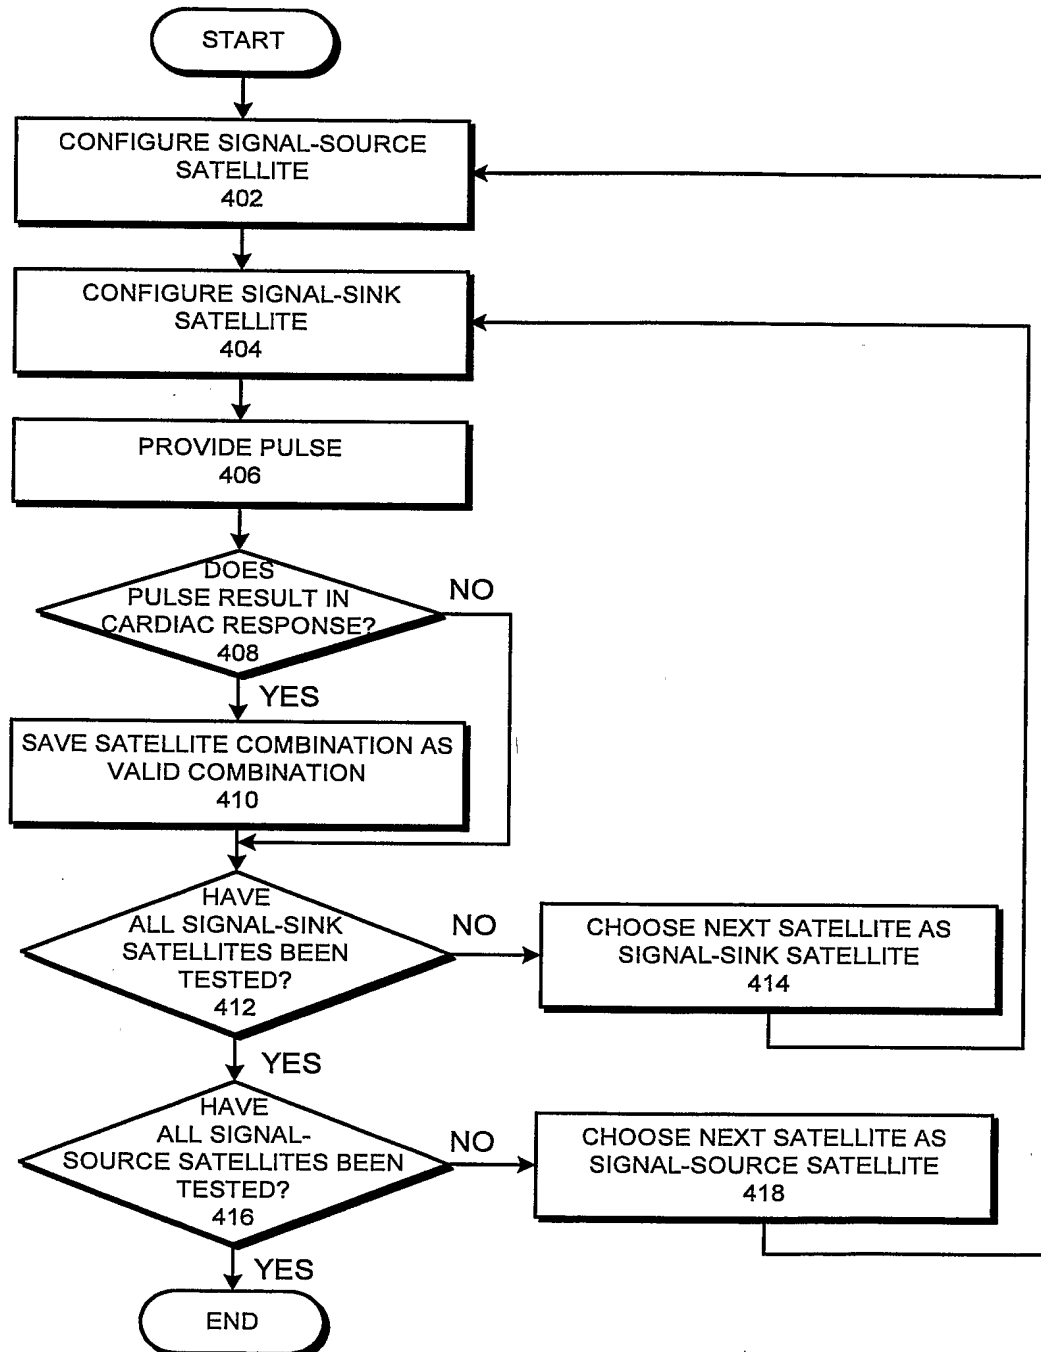 START
CONFIGURE SIGNAL-SOURCE
SATELLITE
402
CONFIGURE SIGNAL-SINK
SATELLITE
404
PROVIDE PULSE
406
DOES
PULSE RESULT IN
CARDIAC RESPONSE?
408
NO
YES
SAVE SATELLITE COMBINATION AS
VALID COMBINATION
410
HAVE
ALL SIGNAL-SINK
SATELLITES BEEN
TESTED?
412
NO
CHOOSE NEXT SATELLITE AS
SIGNAL-SINK SATELLITE
414
YES
HAVE
ALL SIGNAL-
SOURCE SATELLITES BEEN
TESTED?
416
NO
CHOOSE NEXT SATELLITE AS
SIGNAL-SOURCE SATELLITE
418
YES
END